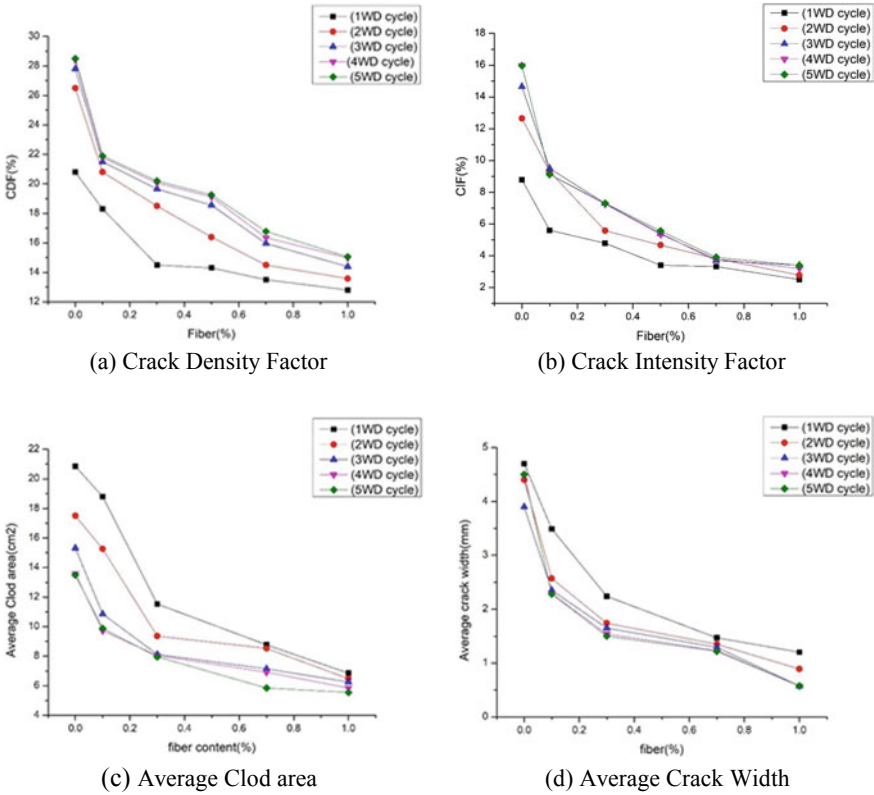 (1WD cycle)
(2WD cycle)
(3WD cycle)
(4WD cycle)
(5WD cycle)
30
28
26
24
22
20
18
16
14
12
CDF(%)
0.0 0.2 0.4 0.6 0.8 1.0
Fiber(%)
(a) Crack Density Factor
(1WD cycle)
(2WD cycle)
(3WD cycle)
(4WD cycle)
(5WD cycle)
18
16
14
12
10
8
6
4
2
CIF(%)
0.0 0.2 0.4 0.6 0.8 1.0
Fiber(%)
(b) Crack Intensity Factor
(1WD cycle)
(2WD cycle)
(3WD cycle)
(4WD cycle)
(5WD cycle)
22
20
18
16
14
12
10
8
6
4
Average Clod area(cm2)
0.0 0.2 0.4 0.6 0.8 1.0
fiber content(%)
(c) Average Clod area
(1WD cycle)
(2WD cycle)
(3WD cycle)
(4WD cycle)
(5WD cycle)
5
4
3
2
1
0
Average crack width(mm)
0.0 0.2 0.4 0.6 0.8 1.0
fiber(%)
(d) Average Crack Width